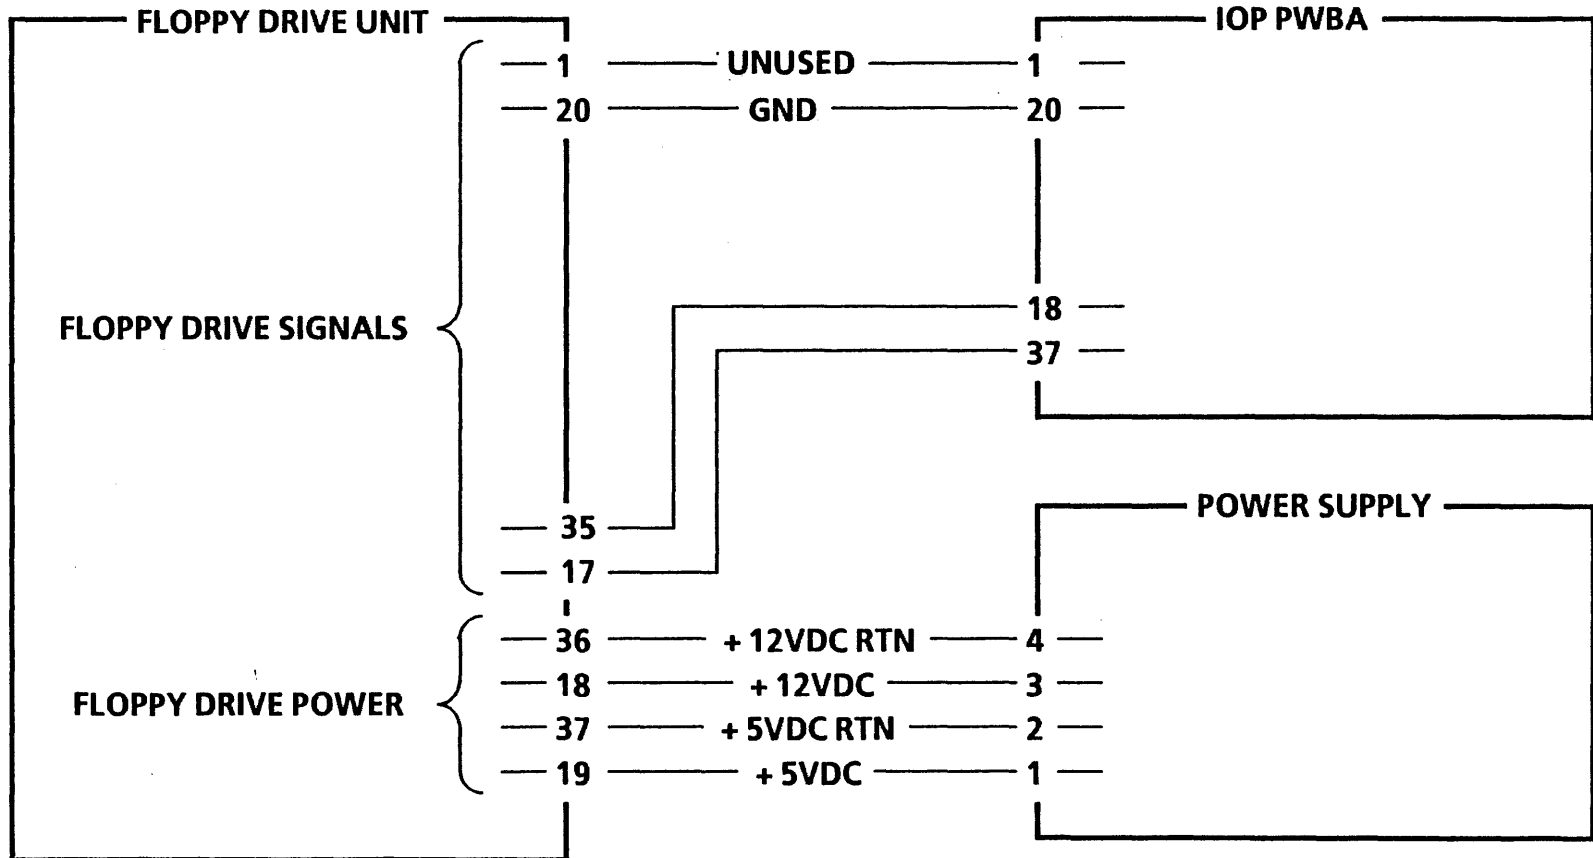 FLOPPY DRIVE UNIT
IOP PWBA
1 UNUSED 1
20 GND 20
18
FLOPPY DRIVE SIGNALS
37
POWER SUPPLY
35
17
36 + 12VDC RTN 4
18 + 12VDC 3
FLOPPY DRIVE POWER
37 + 5VDC RTN 2
19 + 5VDC 1